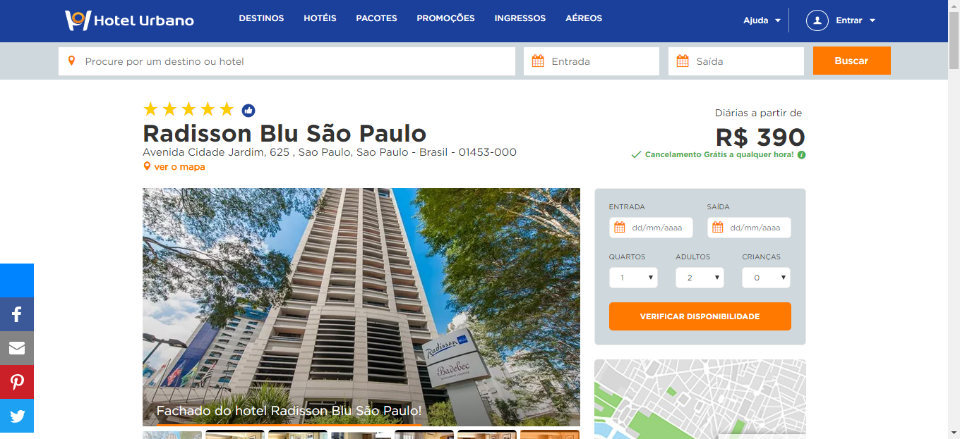 Hotel Urbano
DESTINOS HOTÉIS PACOTES PROMOÇÕES INGRESSOS AÉREOS
Ajuda Entrar
Procure por um destino ou hotel
Entrada
Saída
Buscar
Radisson Blu São Paulo
Avenida Cidade Jardim, 625 , Sao Paulo, Sao Paulo - Brasil - 01453-000
ver o mapa
Diárias a partir de
R$ 390
Cancelamento Grátis a qualquer hora!
Radisson
Badebec
Fachado do hotel Radisson Blu São Paulo!
ENTRADA SAÍDA
dd/mm/aaaa dd/mm/aaaa
QUARTOS ADULTOS CRIANÇAS
1 2 0
VERIFICAR DISPONIBILIDADE